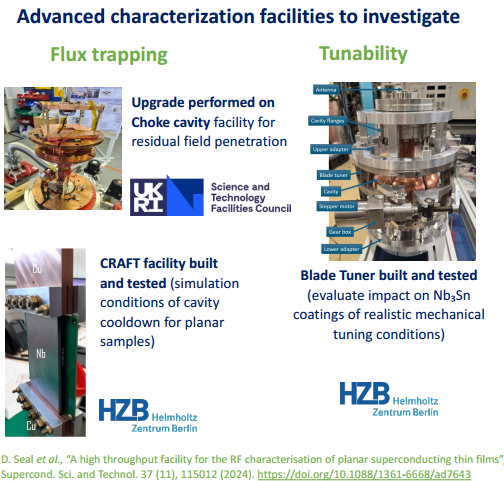 Advanced characterization facilities to investigate
Flux trapping
Tunability
Upgrade performed on
Choke cavity facility for
residual field penetration
UK
RI
Science and
Technology
Facilities Council
Antenna
Cavity flanges
Upper adapter
Blade tuner
Cavity
Stepper motor
Gear box
Lower adapter
Cu
Nb
Cu
CRAFT facility built
and tested (simulation
conditions of cavity
cooldown for planar
samples)
HZB Helmholtz
Zentrum Berlin
Blade Tuner built and tested
(evaluate impact on Nb₃Sn
coatings of realistic mechanical
tuning conditions)
HZB Helmholtz
Zentrum Berlin
D. Seal et al., “A high throughput facility for the RF characterisation of planar superconducting thin films”
Supercond. Sci. and Technol. 37 (11), 115012 (2024). https://doi.org/10.1088/1361-6668/ad7643